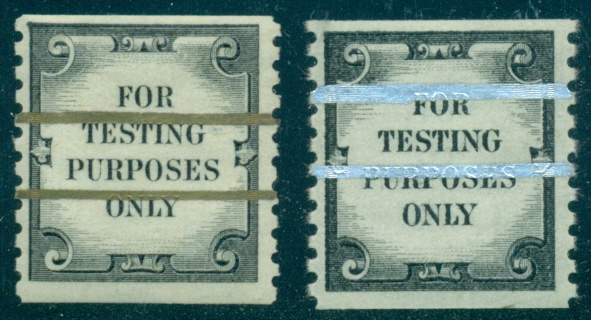 FOR
TESTING
PURPOSES
ONLY
FOR
TESTING
PURPOSES
ONLY